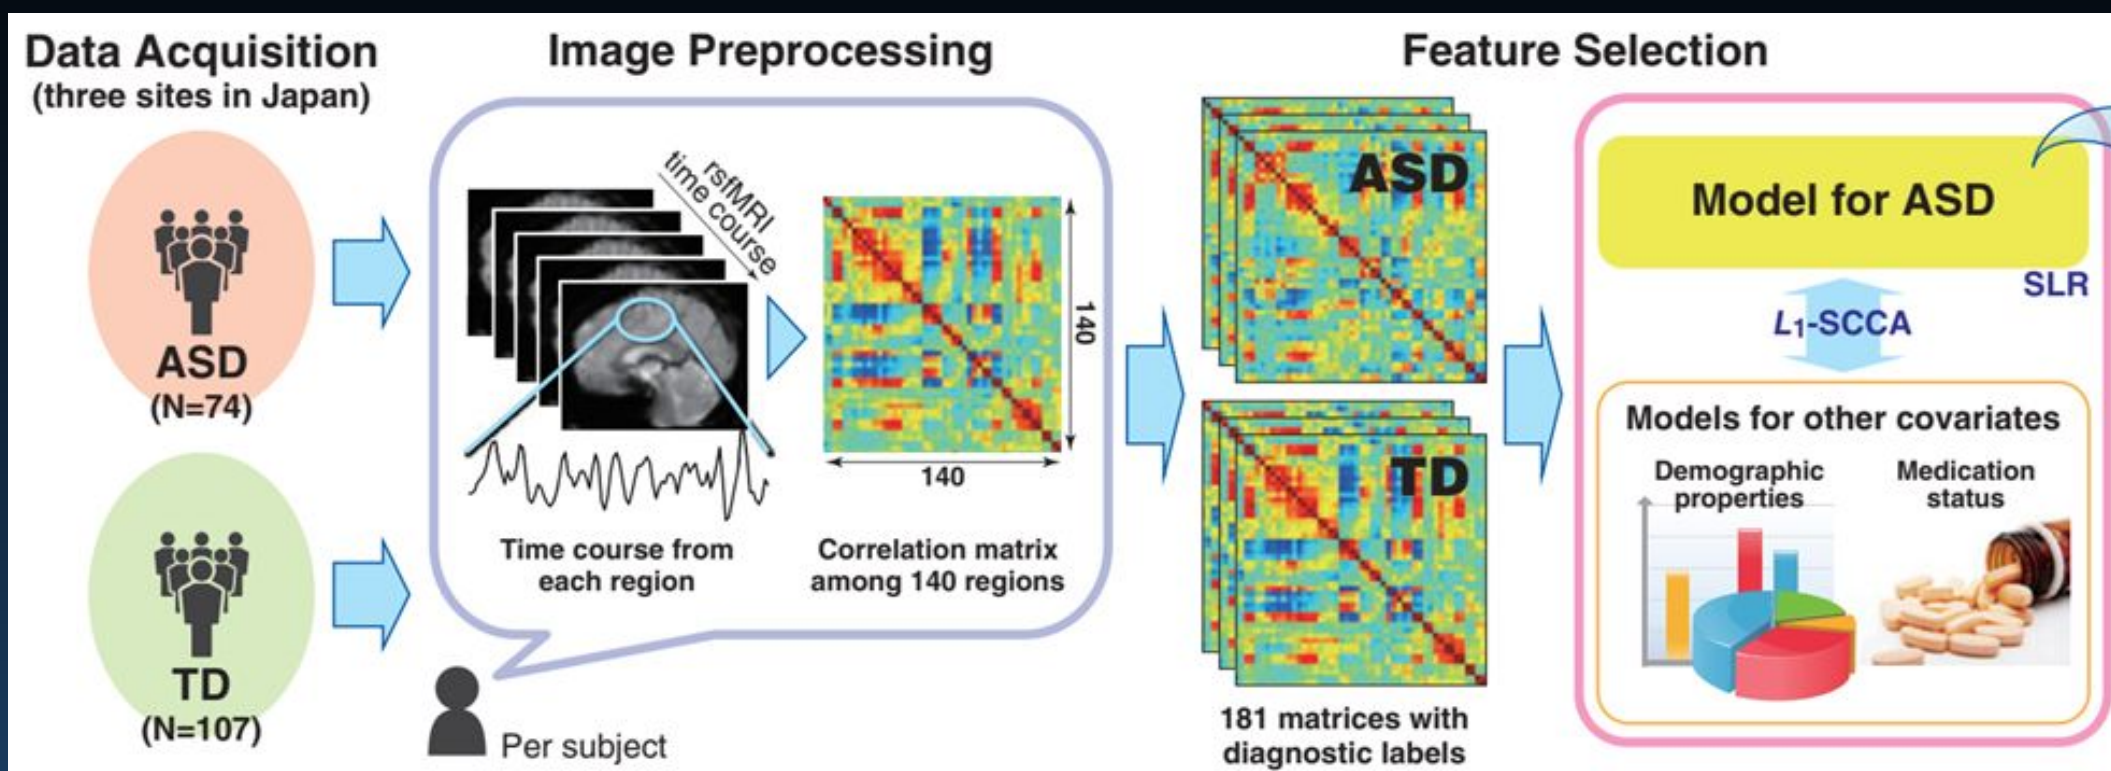 Data Acquisition
(three sites in Japan)
ASD
(N=74)
TD
(N=107)
Image Preprocessing
rsfMRI
time course
140
140
Time course from
each region
Correlation matrix
among 140 regions
Per subject
Feature Selection
ASD
TD
181 matrices with
diagnostic labels
Model for ASD
SLR
L1-SCCA
Models for other covariates
Demographic
properties
Medication
status